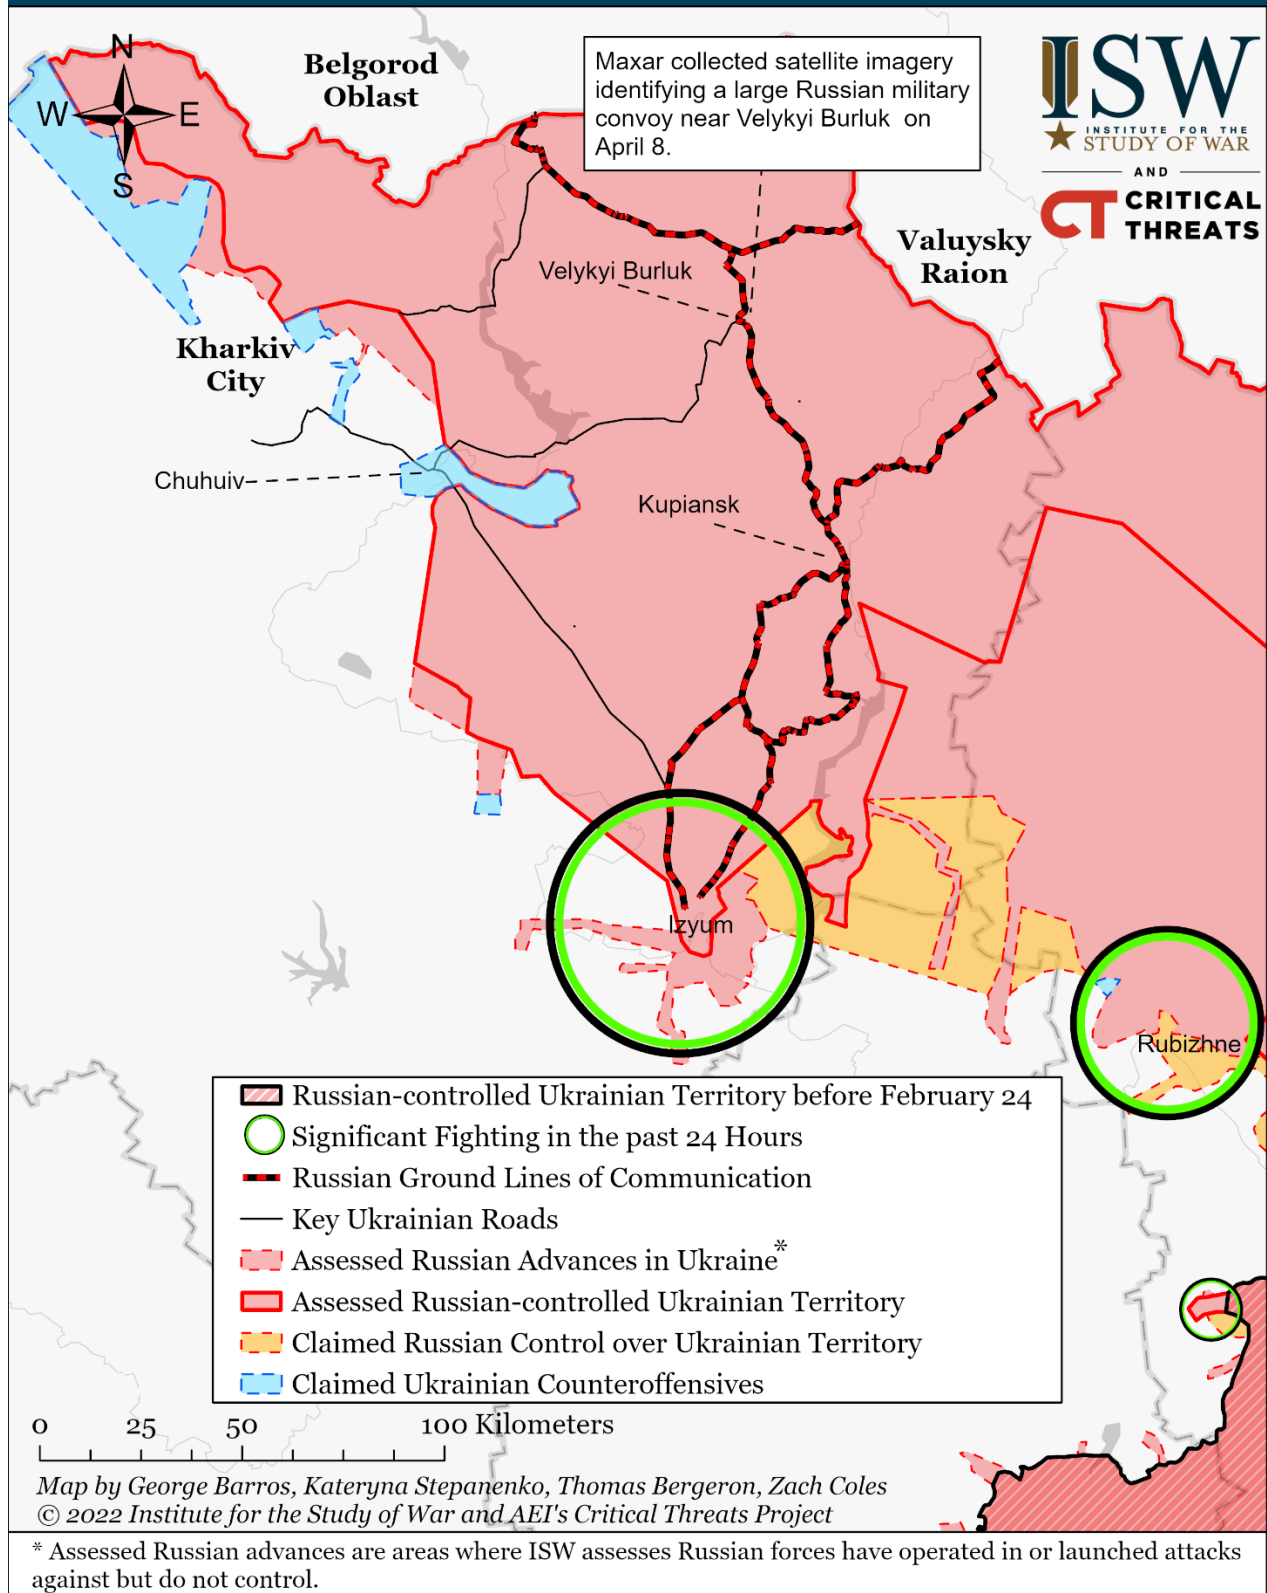 N
Belgorod
Oblast
Maxar collected satellite imagery
identifying a large Russian military
convoy near Velykyi Burluk on
April 8.
ISW
INSTITUTE FOR THE
STUDY OF WAR
AND
CT CRITICAL
THREATS
W
E
S
Valuysky
Raion
Velykyi Burluk
Kharkiv
City
Chuhuiv
Kupiansk
Izyum
Rubizhne
Russian-controlled Ukrainian Territory before February 24
Significant Fighting in the past 24 Hours
Russian Ground Lines of Communication
Key Ukrainian Roads
Assessed Russian Advances in Ukraine*
Assessed Russian-controlled Ukrainian Territory
Claimed Russian Control over Ukrainian Territory
Claimed Ukrainian Counteroffensives
0 25 50 100 Kilometers
Map by George Barros, Kateryna Stepanenko, Thomas Bergeron, Zach Coles
© 2022 Institute for the Study of War and AEI's Critical Threats Project
* Assessed Russian advances are areas where ISW assesses Russian forces have operated in or launched attacks
against but do not control.